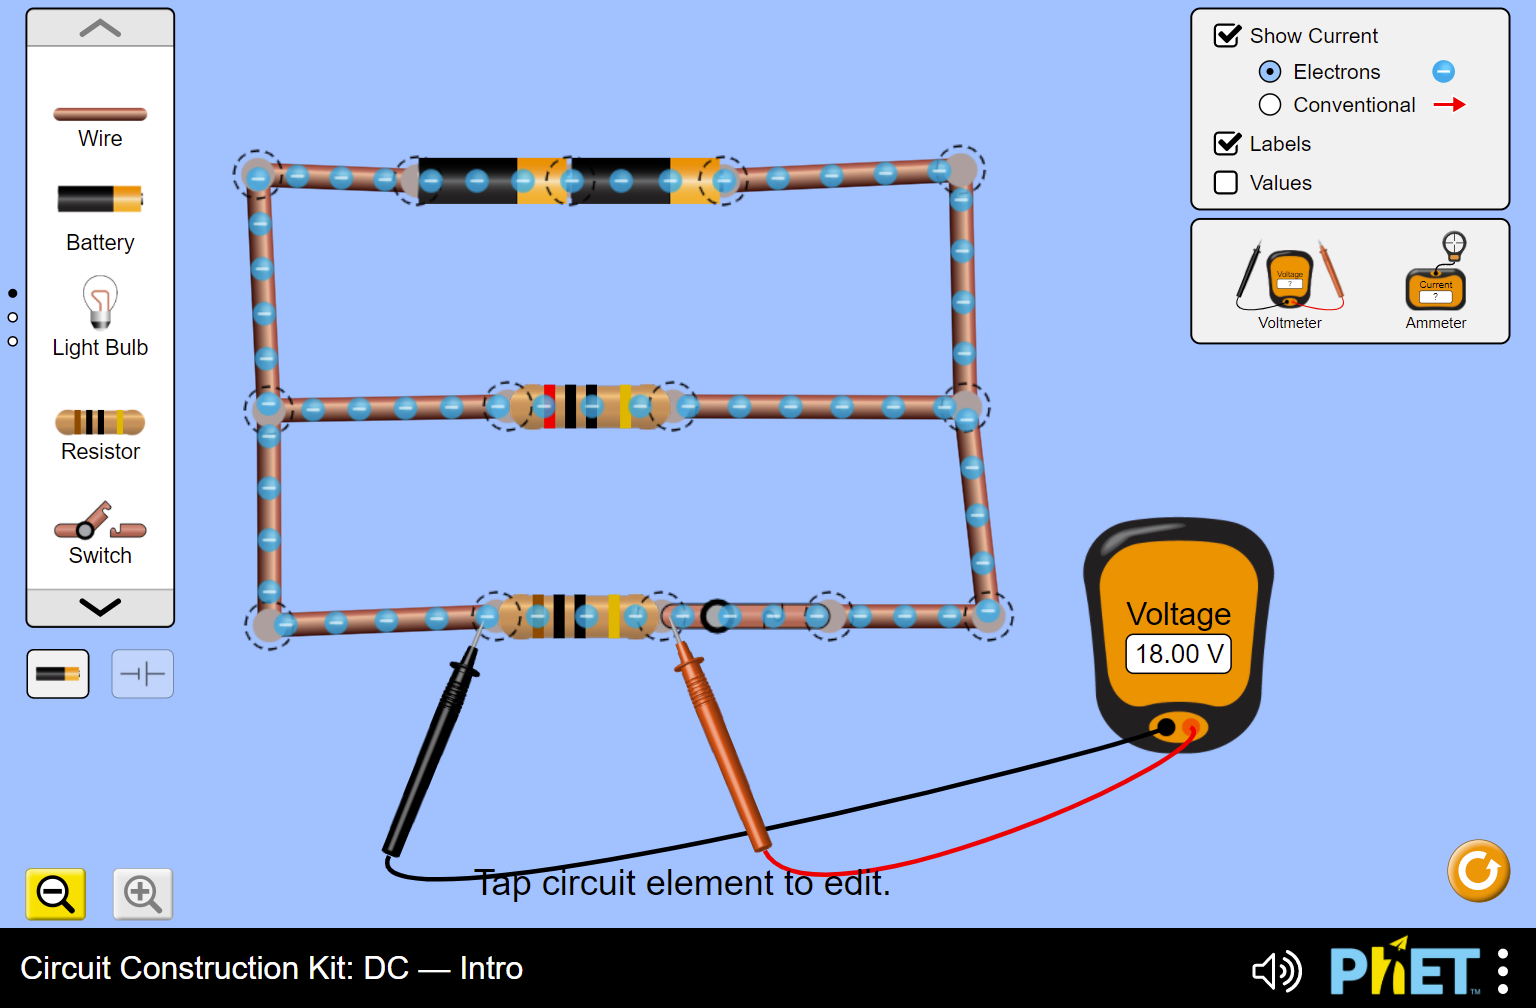 Wire
Battery
Light Bulb
Resistor
Switch
Show Current
Electrons
Conventional
Labels
Values
Voltage
?
Voltmeter
Current
?
Ammeter
Voltage
18.00 V
Tap circuit element to edit.
Circuit Construction Kit: DC — Intro
PhET™